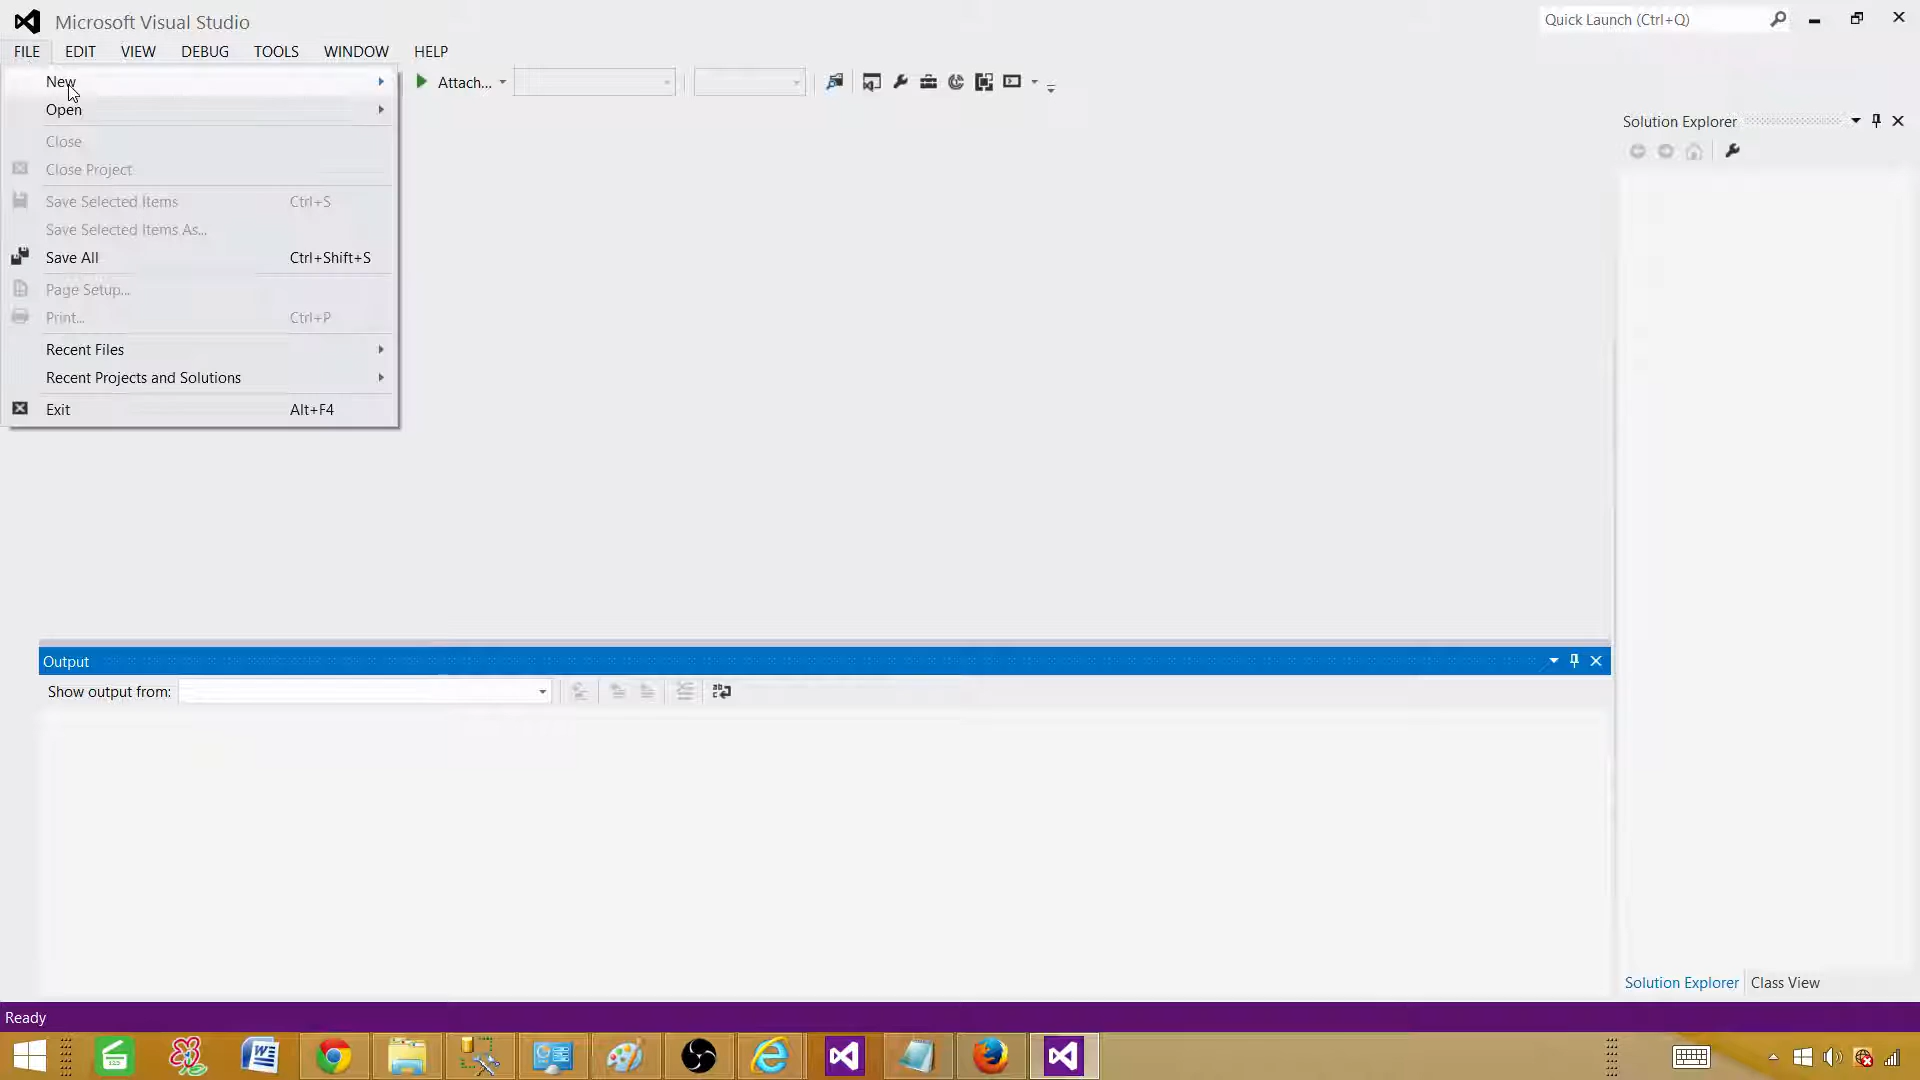 Microsoft Visual Studio
Quick Launch (Ctrl+Q)
FILE EDIT VIEW DEBUG TOOLS WINDOW HELP
New
Attach...
Open
Close
Close Project
Save Selected Items Ctrl+S
Save Selected Items As...
Save All Ctrl+Shift+S
Page Setup...
Print... Ctrl+P
Recent Files
Recent Projects and Solutions
Exit Alt+F4
Solution Explorer
Output
Show output from:
Solution Explorer Class View
Ready